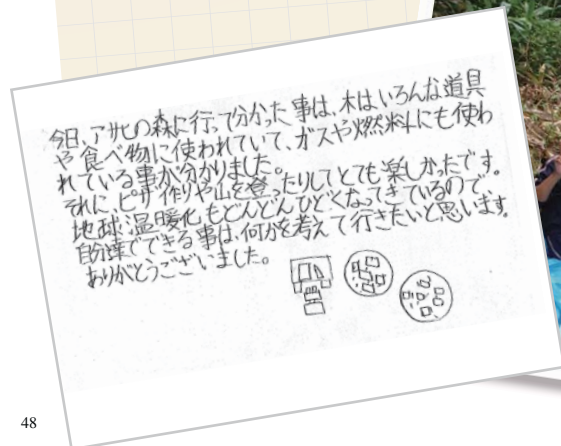 今日、アサヒの森に行って分かった事は、木はいろんな道具
や食べ物に使われていて、ガスや燃料にも使わ
れている事が分かりました。
それに、ピザ作りや山を登ったりしてとても楽しかったです。
地球温暖化もどんどんひどくなってきているので、
自分達でできる事は、何かを考えて行きたいと思います。
ありがとうございました。
48